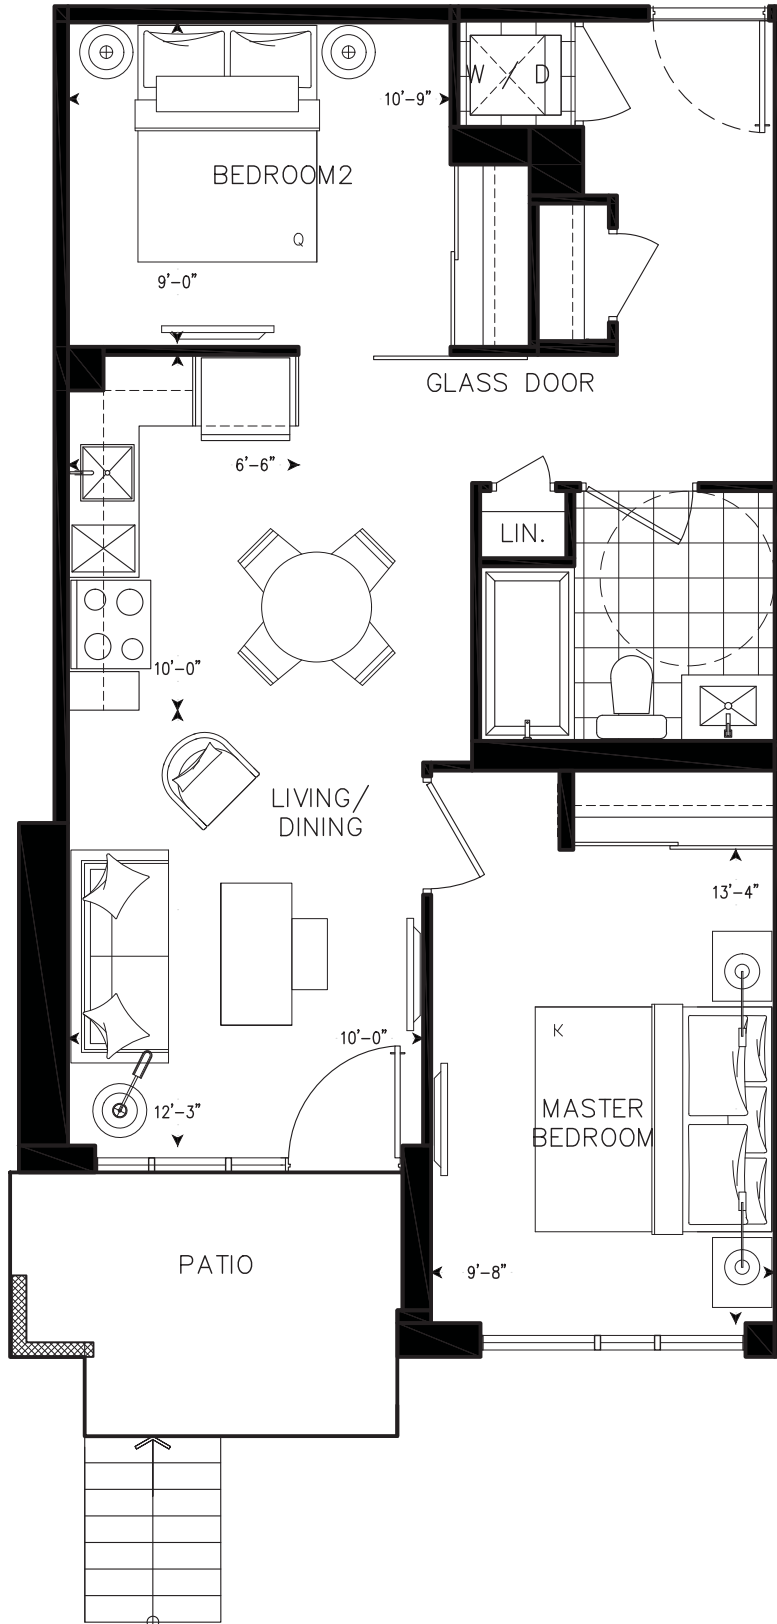 W / D
10'-9"
BEDROOM2
Q
9'-0"
GLASS DOOR
6'-6"
LIN.
10'-0"
LIVING/
DINING
13'-4"
10'-0"
K
12'-3"
MASTER
BEDROOM
PATIO
9'-8"